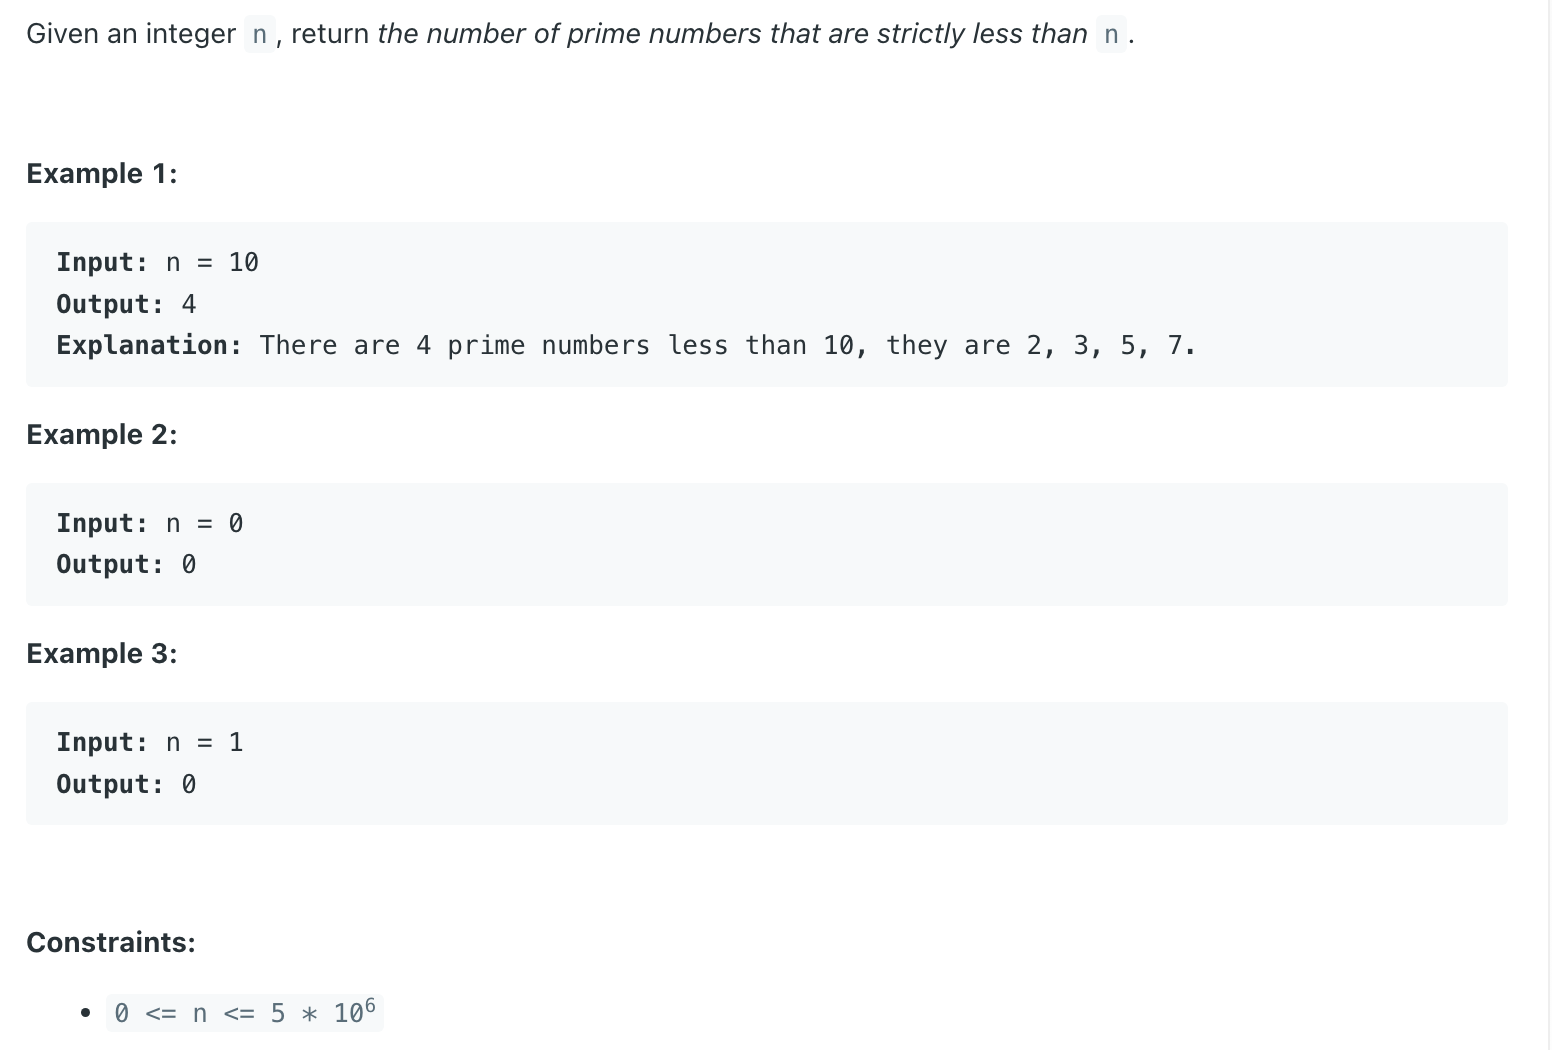 Given an integer n, return the number of prime numbers that are strictly less than n.
Example 1:
Input: n = 10
Output: 4
Explanation: There are 4 prime numbers less than 10, they are 2, 3, 5, 7.
Example 2:
Input: n = 0
Output: 0
Example 3:
Input: n = 1
Output: 0
Constraints:
• 0 <= n <= 5 * 10⁶